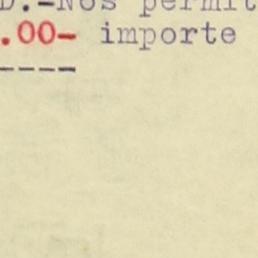 D.-Nos permit
.00- importe
----